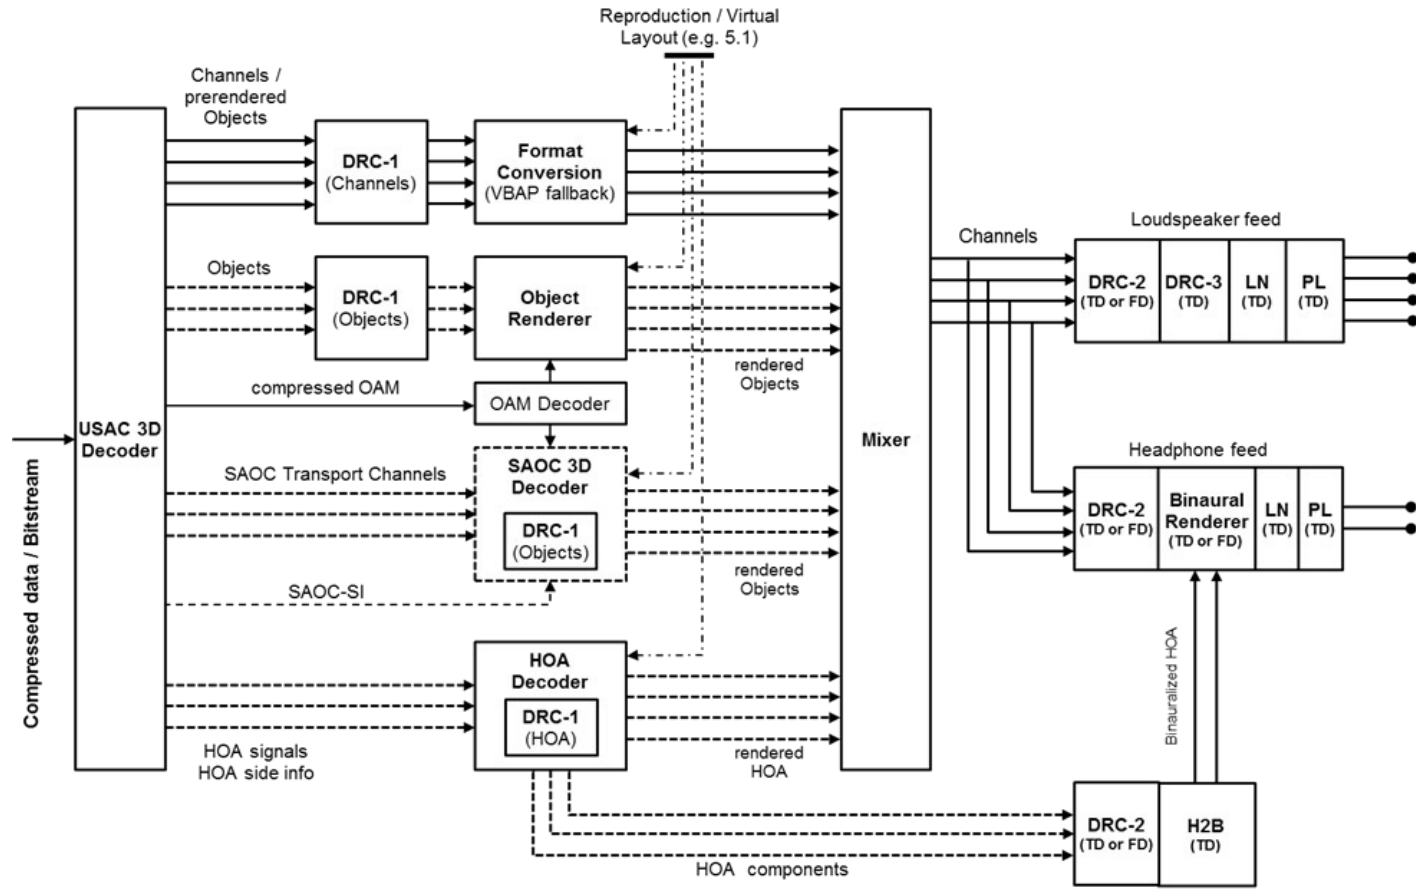 Reproduction / Virtual
Layout (e.g. 5.1)
Channels /
prerendered
Objects
DRC-1
(Channels)
Format
Conversion
(VBAP fallback)
Objects
DRC-1
(Objects)
Object
Renderer
rendered
Objects
compressed OAM
OAM Decoder
USAC 3D
Decoder
Compressed data / Bitstream
SAOC Transport Channels
SAOC 3D
Decoder
DRC-1
(Objects)
rendered
Objects
SAOC-SI
HOA
Decoder
DRC-1
(HOA)
HOA signals
HOA side info
rendered
HOA
HOA components
Mixer
Channels
Loudspeaker feed
DRC-2
(TD or FD)
DRC-3
(TD)
LN
(TD)
PL
(TD)
Headphone feed
DRC-2
(TD or FD)
Binaural
Renderer
(TD or FD)
LN
(TD)
PL
(TD)
Binauralized HOA
DRC-2
(TD or FD)
H2B
(TD)